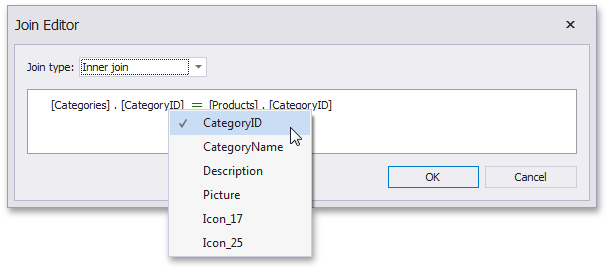 Join Editor
Join type: Inner join
[Categories] . [CategoryID] = [Products] . [CategoryID]
CategoryID
CategoryName
Description
Picture
Icon_17
Icon_25
OK Cancel